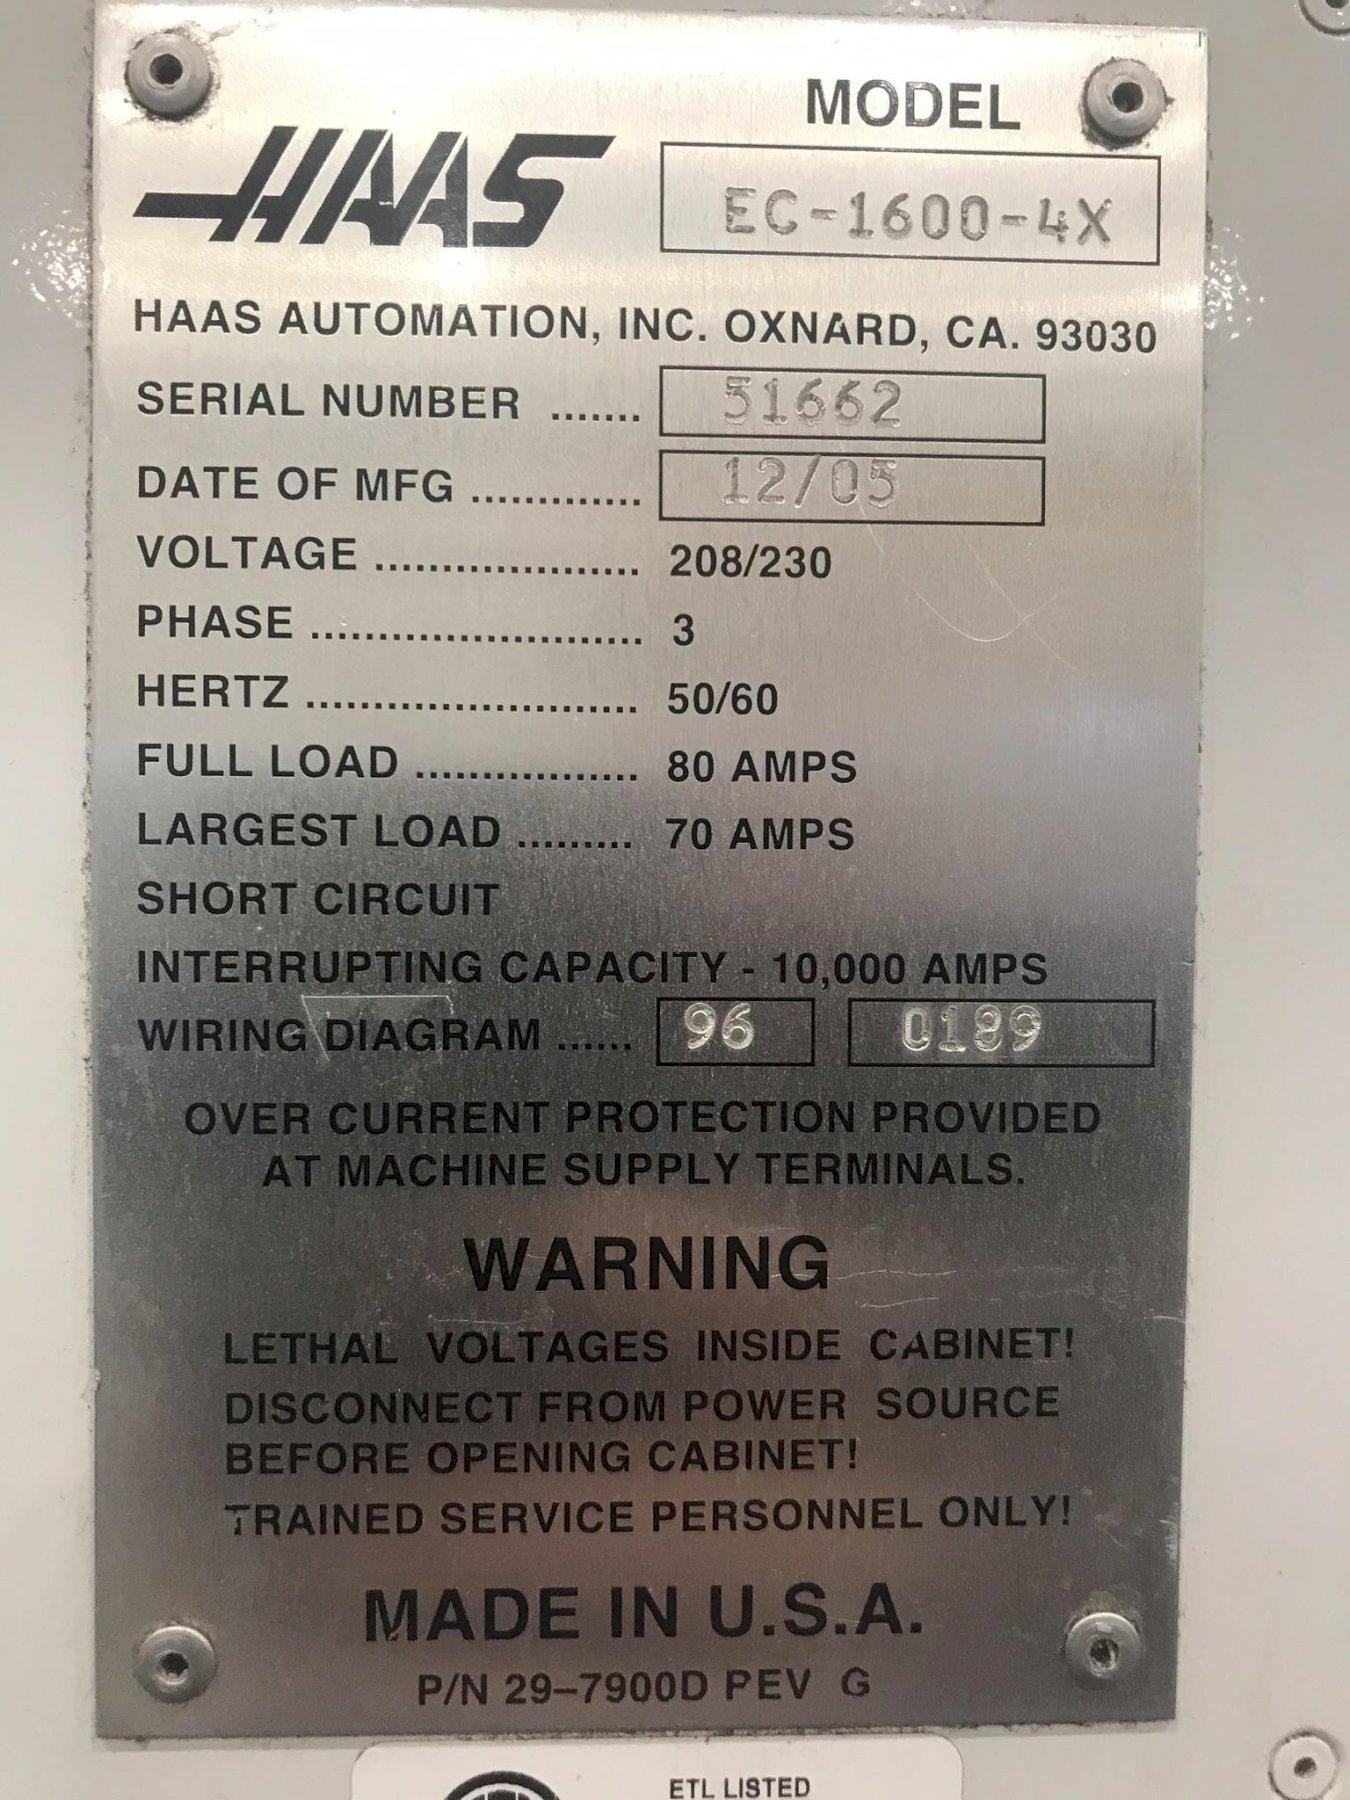 HAAS
MODEL
EC-1600-4X
HAAS AUTOMATION, INC. OXNARD, CA. 93030
SERIAL NUMBER ....... 51662
DATE OF MFG ............. 12/05
VOLTAGE .................... 208/230
PHASE ......................... 3
HERTZ ......................... 50/60
FULL LOAD ................. 80 AMPS
LARGEST LOAD ......... 70 AMPS
SHORT CIRCUIT
INTERRUPTING CAPACITY - 10,000 AMPS
WIRING DIAGRAM ...... 96 0189
OVER CURRENT PROTECTION PROVIDED
AT MACHINE SUPPLY TERMINALS.
WARNING
LETHAL VOLTAGES INSIDE CABINET!
DISCONNECT FROM POWER SOURCE
BEFORE OPENING CABINET!
TRAINED SERVICE PERSONNEL ONLY!
MADE IN U.S.A.
P/N 29-7900D PEV G
ETL LISTED